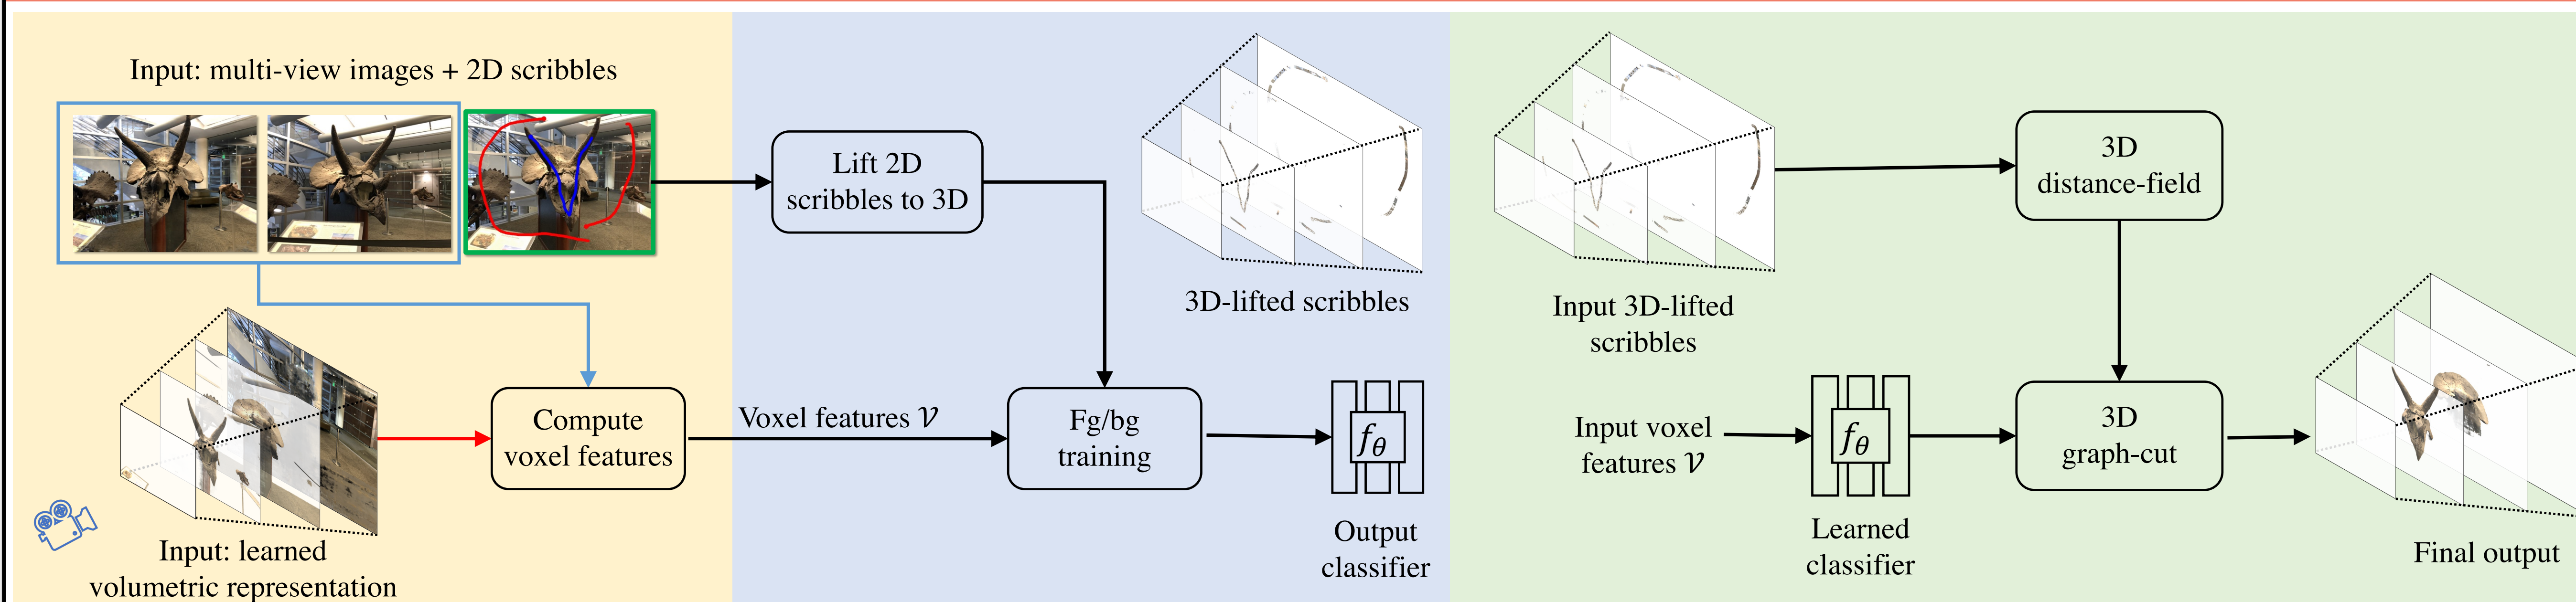 Input: multi-view images + 2D scribbles
Input: learned
volumetric representation
Compute
voxel features
Lift 2D
scribbles to 3D
Voxel features 𝒱
Fg/bg
training
3D-lifted scribbles
fθ
Output
classifier
Input 3D-lifted
scribbles
Input voxel
features 𝒱
fθ
Learned
classifier
3D
distance-field
3D
graph-cut
Final output